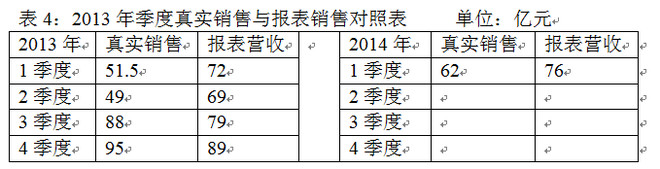 表 4：2013 年季度真实销售与报表销售对照表 单位：亿元
2013 年 真实销售 报表营收 2014 年 真实销售 报表营收
1 季度 51.5 72 1 季度 62 76
2 季度 49 69 2 季度
3 季度 88 79 3 季度
4 季度 95 89 4 季度